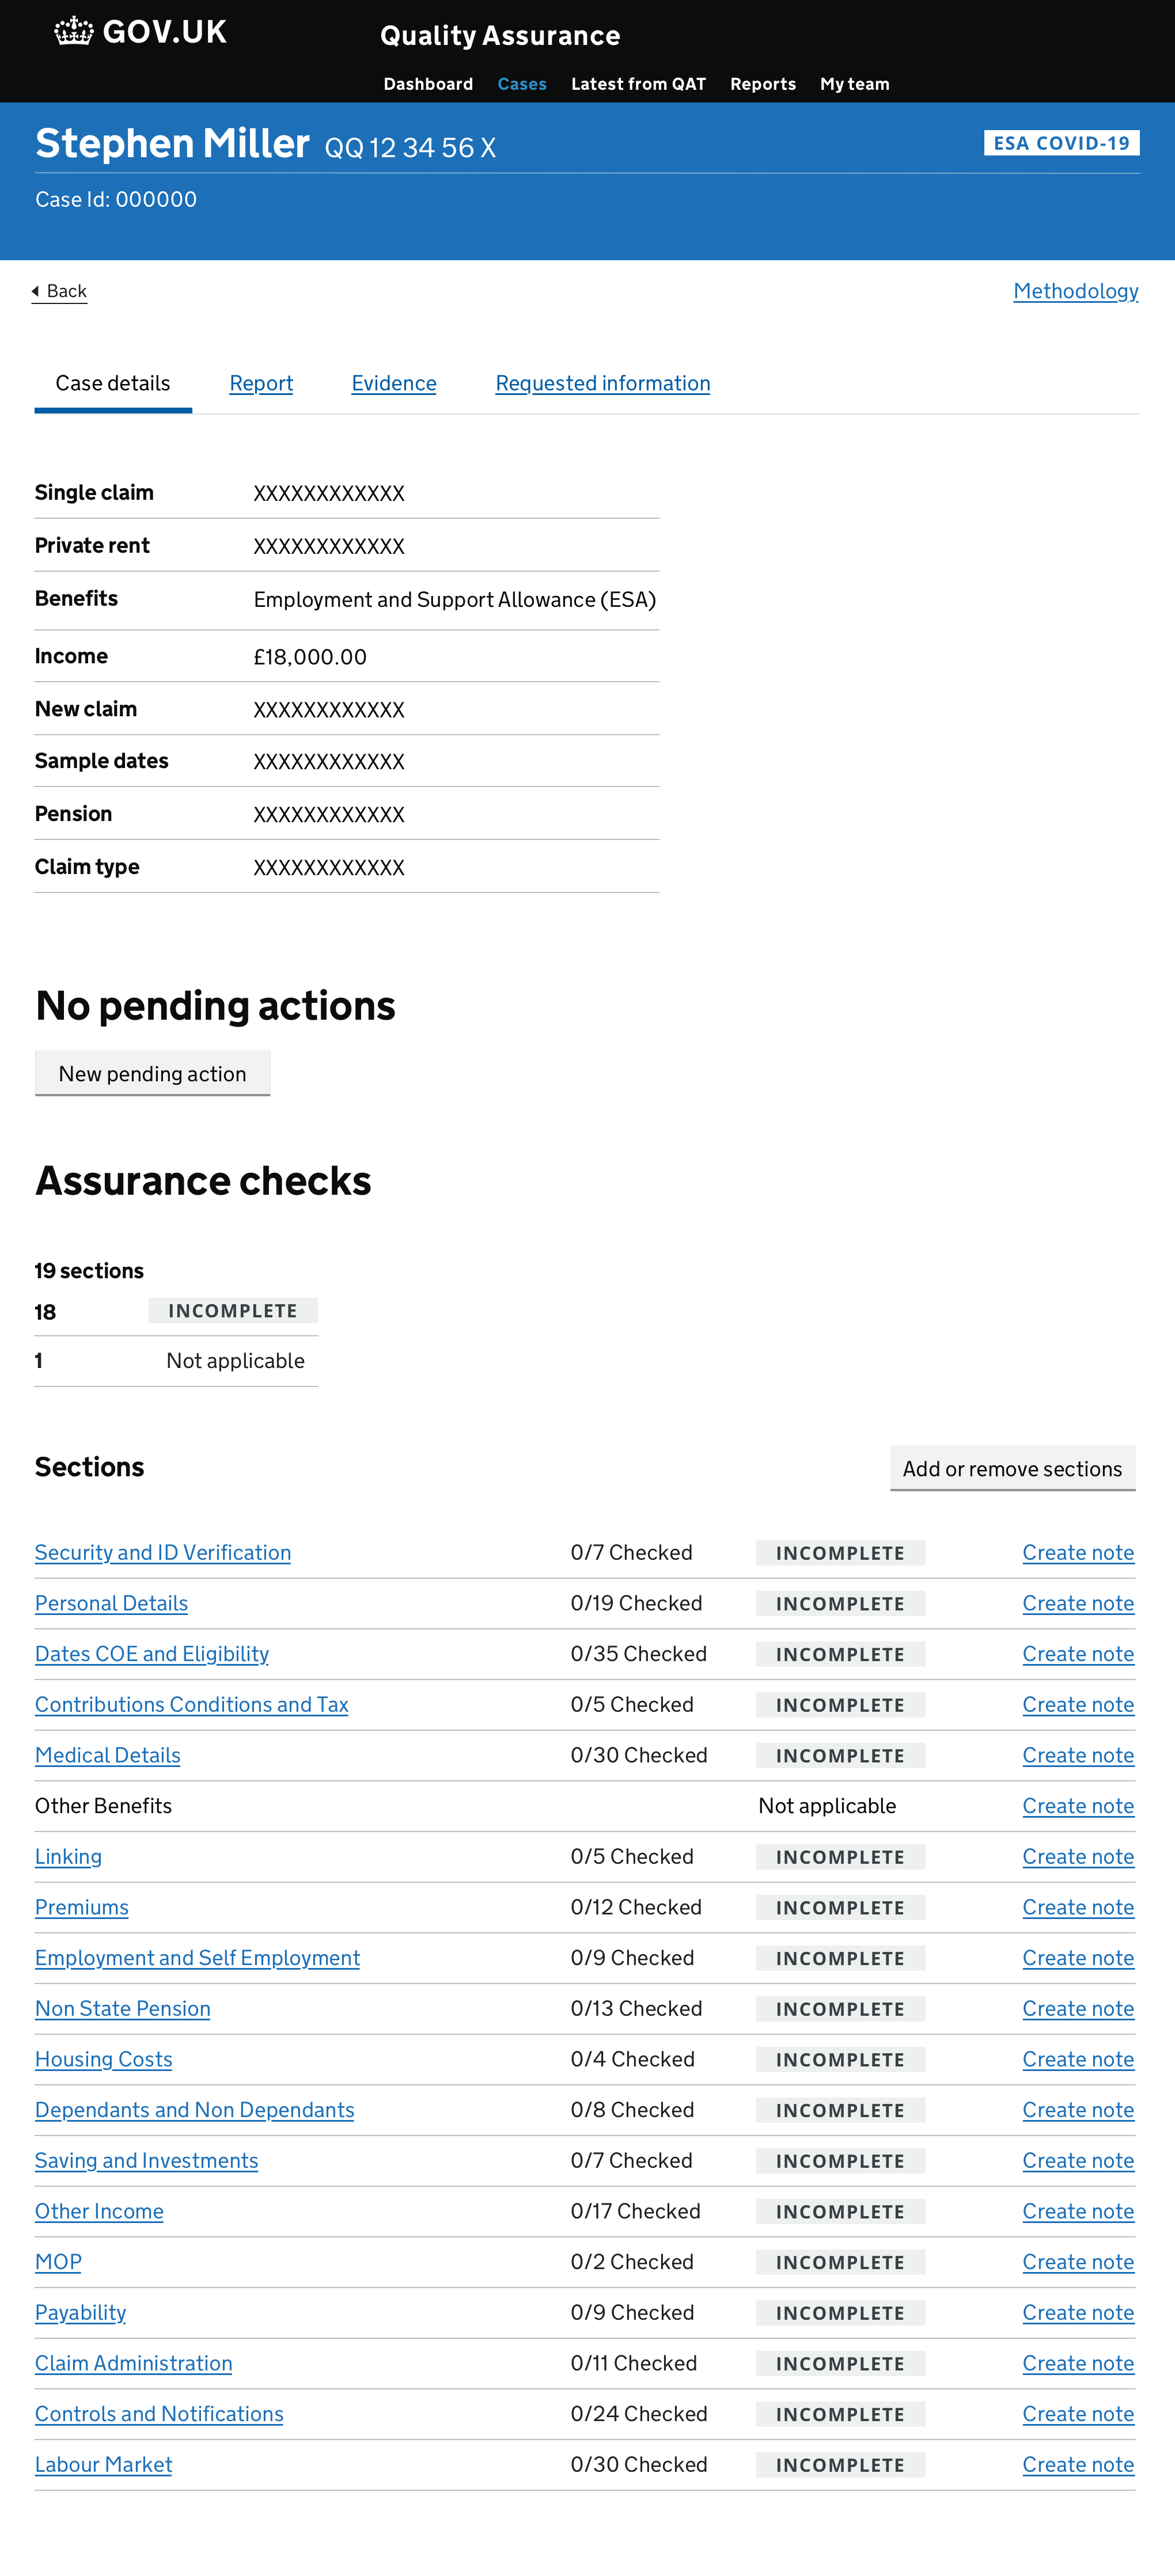 GOV.UK
Quality Assurance
Dashboard Cases Latest from QAT Reports My team
Stephen Miller QQ 12 34 56 X ESA COVID-19
Case Id: 000000
Back Methodology
Case details Report Evidence Requested information
Single claim XXXXXXXXXXXX
Private rent XXXXXXXXXXXX
Benefits Employment and Support Allowance (ESA)
Income £18,000.00
New claim XXXXXXXXXXXX
Sample dates XXXXXXXXXXXX
Pension XXXXXXXXXXXX
Claim type XXXXXXXXXXXX
No pending actions
New pending action
Assurance checks
19 sections
18 INCOMPLETE
1 Not applicable
Sections Add or remove sections
Security and ID Verification 0/7 Checked INCOMPLETE Create note
Personal Details 0/19 Checked INCOMPLETE Create note
Dates COE and Eligibility 0/35 Checked INCOMPLETE Create note
Contributions Conditions and Tax 0/5 Checked INCOMPLETE Create note
Medical Details 0/30 Checked INCOMPLETE Create note
Other Benefits Not applicable Create note
Linking 0/5 Checked INCOMPLETE Create note
Premiums 0/12 Checked INCOMPLETE Create note
Employment and Self Employment 0/9 Checked INCOMPLETE Create note
Non State Pension 0/13 Checked INCOMPLETE Create note
Housing Costs 0/4 Checked INCOMPLETE Create note
Dependants and Non Dependants 0/8 Checked INCOMPLETE Create note
Saving and Investments 0/7 Checked INCOMPLETE Create note
Other Income 0/17 Checked INCOMPLETE Create note
MOP 0/2 Checked INCOMPLETE Create note
Payability 0/9 Checked INCOMPLETE Create note
Claim Administration 0/11 Checked INCOMPLETE Create note
Controls and Notifications 0/24 Checked INCOMPLETE Create note
Labour Market 0/30 Checked INCOMPLETE Create note